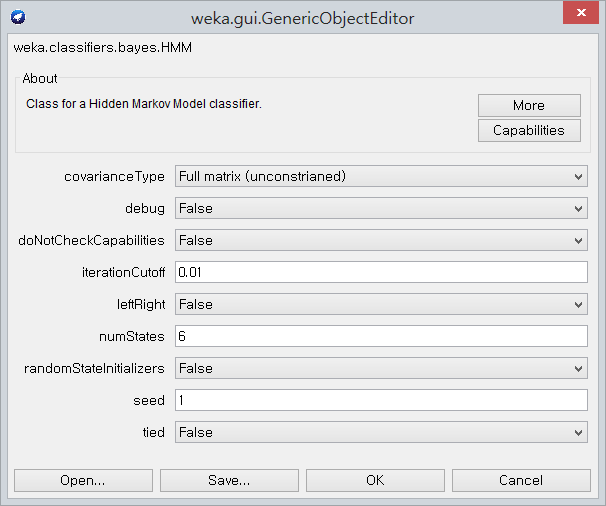 weka.gui.GenericObjectEditor
weka.classifiers.bayes.HMM
About
Class for a Hidden Markov Model classifier.
More
Capabilities
covarianceType Full matrix (unconstrianed)
debug False
doNotCheckCapabilities False
iterationCutoff 0.01
leftRight False
numStates 6
randomStateInitializers False
seed 1
tied False
Open... Save... OK Cancel